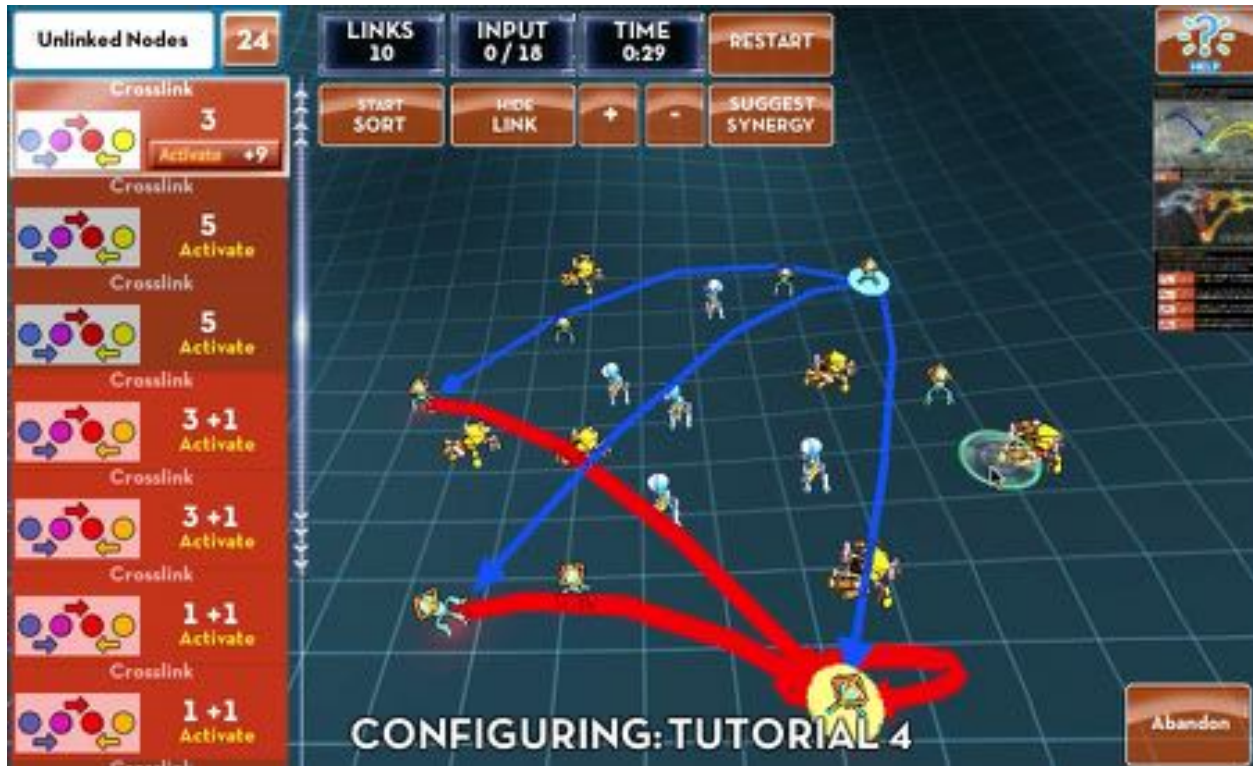 Unlinked Nodes
24
LINKS
10
INPUT
0 / 18
TIME
0:29
RESTART
HELP
START
SORT
HIDE
LINK
+
-
SUGGEST
SYNERGY
Crosslink
3
Activate +9
Crosslink
5
Activate
Crosslink
5
Activate
Crosslink
3 +1
Activate
Crosslink
3 +1
Activate
Crosslink
1 +1
Activate
Crosslink
1 +1
Activate
Crosslink
CONFIGURING: TUTORIAL 4
Abandon